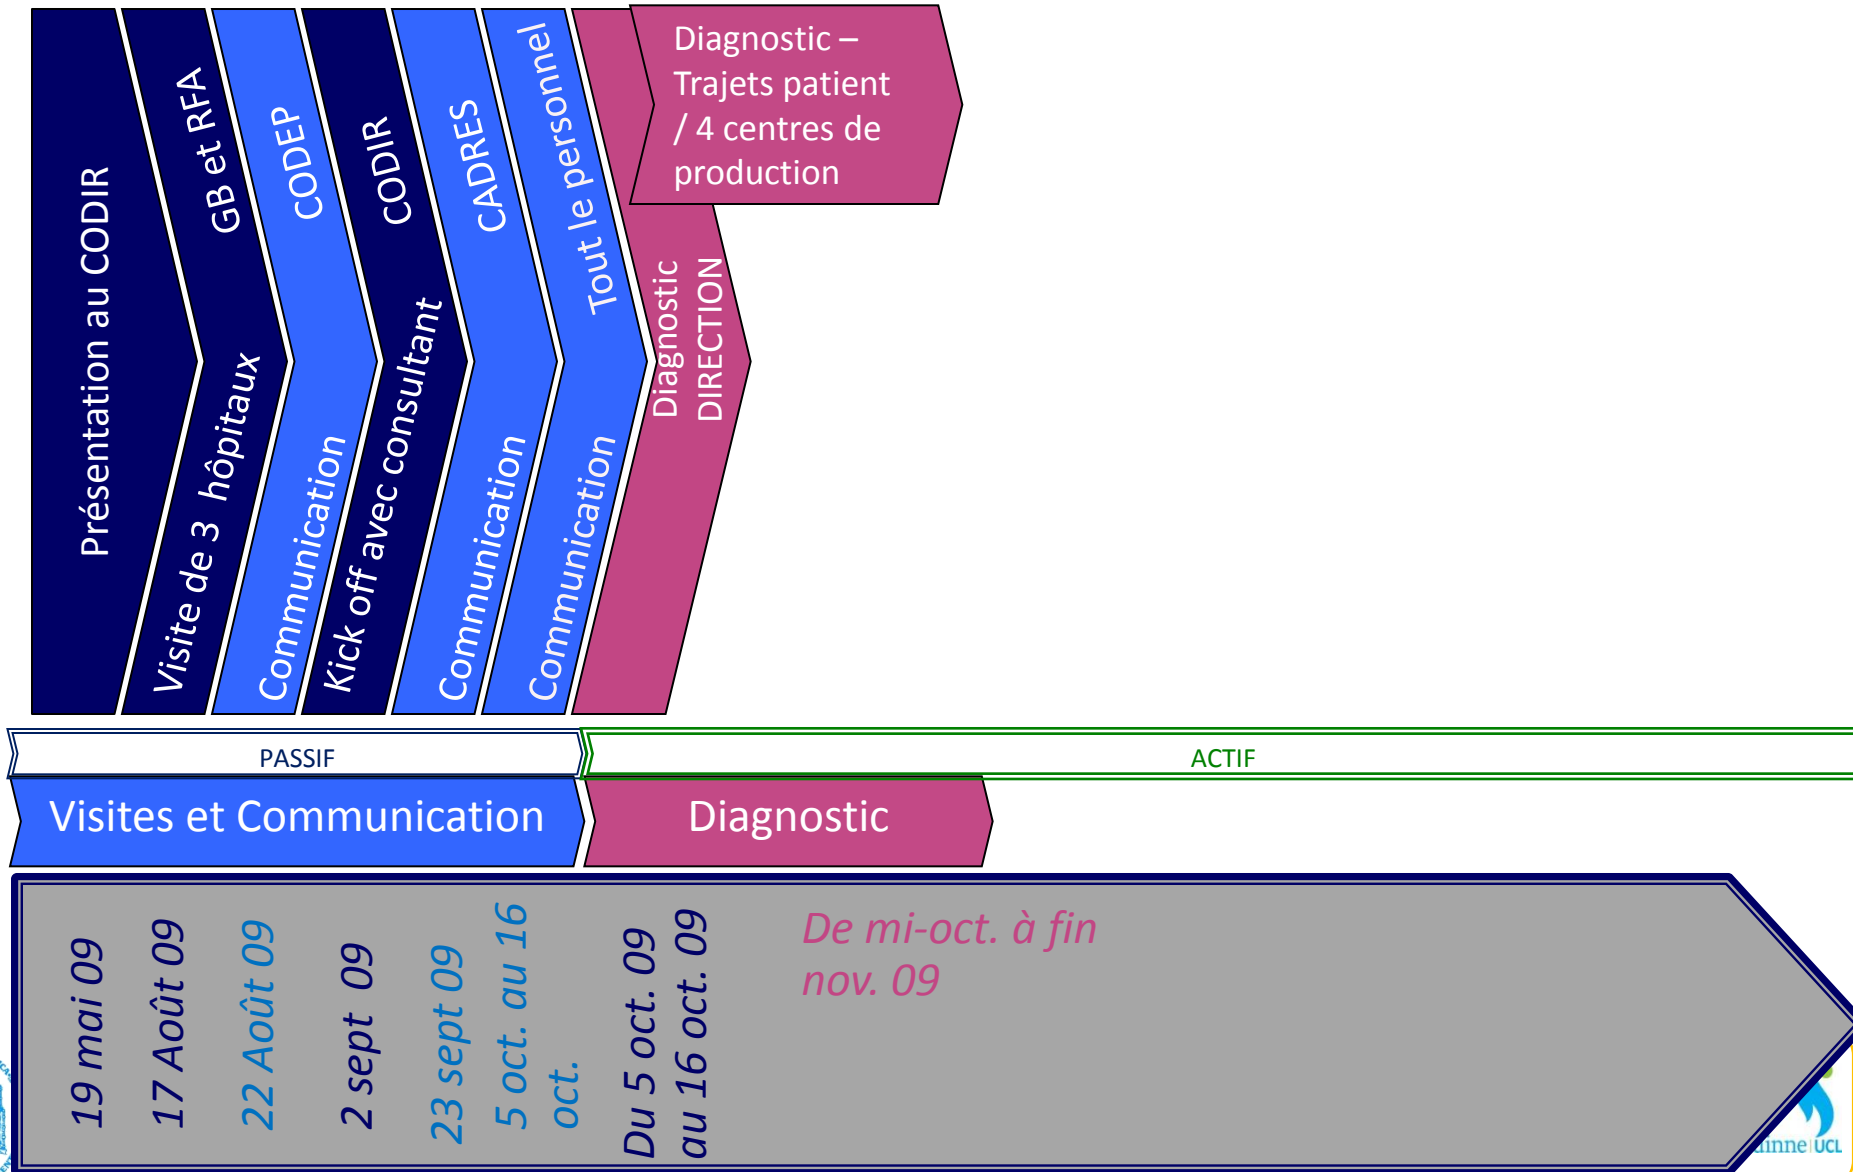 Présentation au CODIR
Visite de 3 hôpitaux
GB et RFA
Communication
CODEP
Kick off avec consultant
CODIR
Communication
CADRES
Communication
Tout le personnel
Diagnostic
DIRECTION
Diagnostic –
Trajets patient
/ 4 centres de
production
PASSIF
ACTIF
Visites et Communication
Diagnostic
19 mai 09
17 Août 09
22 Août 09
2 sept 09
23 sept 09
5 oct. au 16
oct.
Du 5 oct. 09
au 16 oct. 09
De mi-oct. à fin
nov. 09
UCL